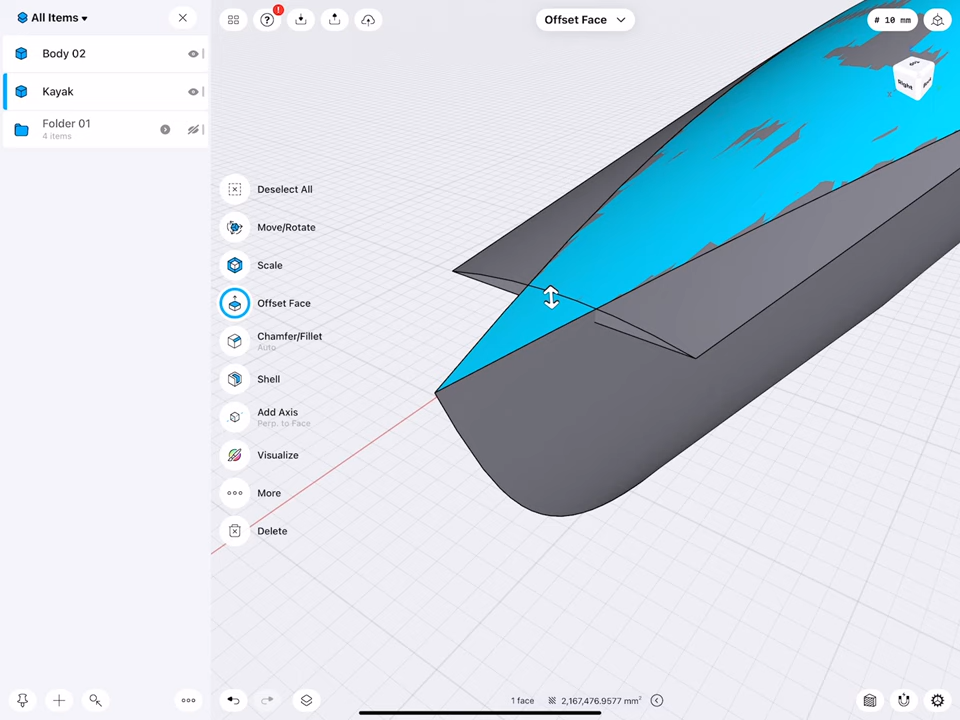 All Items
Body 02
Kayak
Folder 01
4 items
!
Offset Face
# 10 mm
Right
Deselect All
Move/Rotate
Scale
Offset Face
Chamfer/Fillet
Auto
Shell
Add Axis
Perp. to Face
Visualize
More
Delete
1 face
2,167,476.9577 mm²